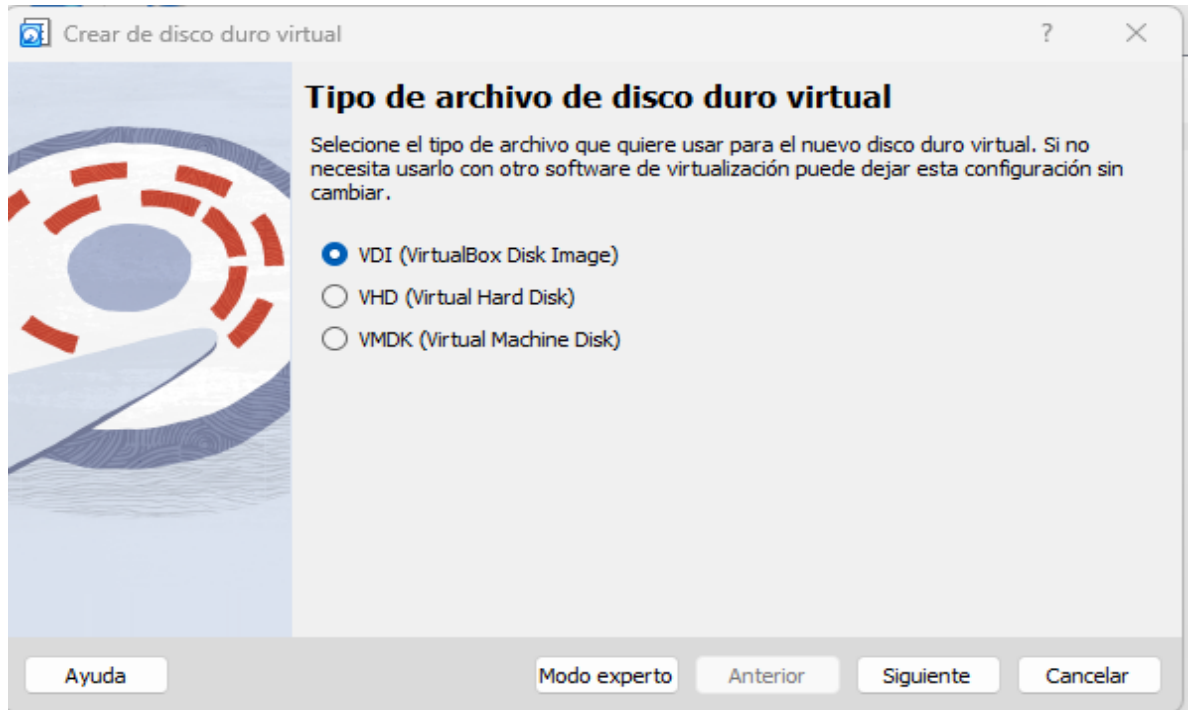 Crear de disco duro virtual
?
Tipo de archivo de disco duro virtual
Selecione el tipo de archivo que quiere usar para el nuevo disco duro virtual. Si no
necesita usarlo con otro software de virtualización puede dejar esta configuración sin
cambiar.
VDI (VirtualBox Disk Image)
VHD (Virtual Hard Disk)
VMDK (Virtual Machine Disk)
Ayuda Modo experto Anterior Siguiente Cancelar